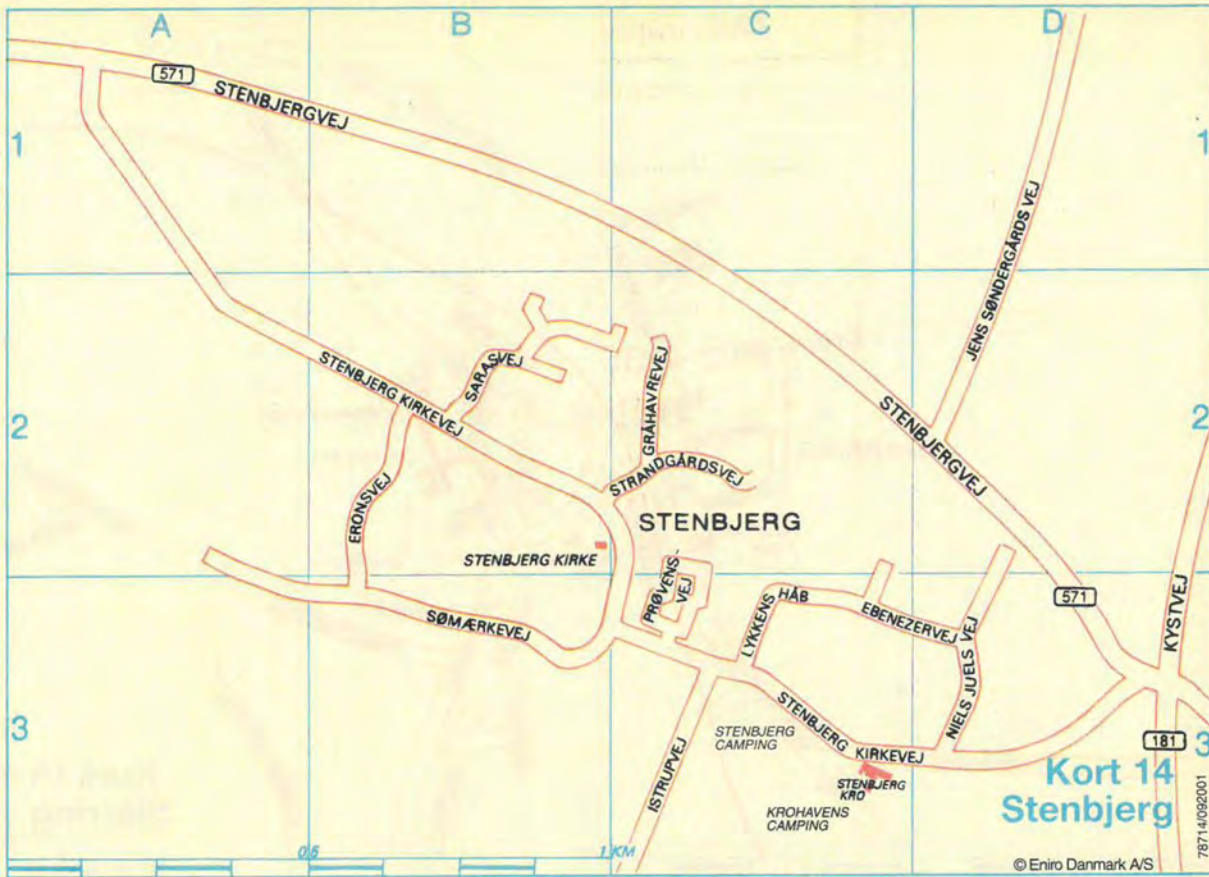 A
B
C
D
571
STENBJERGVEJ
1
1
JENS SØNDERGÅRDS VEJ
STENBJERG KIRKEVEJ
SARASVEJ
GRÅHAVREVEJ
STENBJERGVEJ
2
2
STRANDGÅRDSVEJ
ERONSVEJ
STENBJERG
STENBJERG KIRKE
PRØVENS-
VEJ
LYKKENS HÅB
EBENEZERVEJ
571
KYSTVEJ
SØMÆRKEVEJ
NIELS JUELS VEJ
STENBJERG KIRKEVEJ
3
3
STENBJERG
CAMPING
181
ISTRUPVEJ
STENBJERG
KRO
KROHAVENS
CAMPING
Kort 14
Stenbjerg
0,5
1 KM
© Eniro Danmark A/S
78714/092001